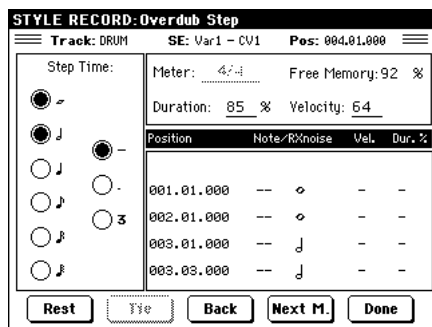 STYLE RECORD:Overdub Step
Track: DRUM SE: Var1 - CV1 Pos: 004.01.000
Step Time:
Meter: 4/4 Free Memory: 92 %
Duration: 85 % Velocity: 64
Position Note/RXnoise Vel. Dur. %
001.01.000 -- - -
002.01.000 -- - -
003.01.000 -- - -
003.03.000 -- - -
-
.
3
Rest Tie Back Next M. Done